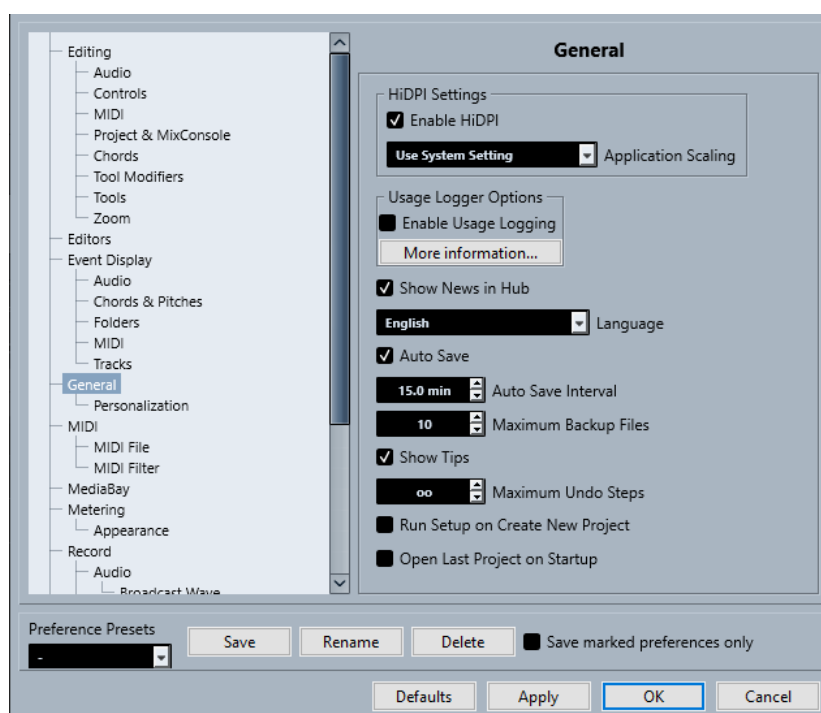 Editing
Audio
Controls
MIDI
Project & MixConsole
Chords
Tool Modifiers
Tools
Zoom
Editors
Event Display
Audio
Chords & Pitches
Folders
MIDI
Tracks
General
Personalization
MIDI
MIDI File
MIDI Filter
MediaBay
Metering
Appearance
Record
Audio
Broadcast Wave
General
HiDPI Settings
Enable HiDPI
Use System Setting Application Scaling
Usage Logger Options
Enable Usage Logging
More information...
Show News in Hub
English Language
Auto Save
15.0 min Auto Save Interval
10 Maximum Backup Files
Show Tips
oo Maximum Undo Steps
Run Setup on Create New Project
Open Last Project on Startup
Preference Presets
-
Save Rename Delete Save marked preferences only
Defaults Apply OK Cancel